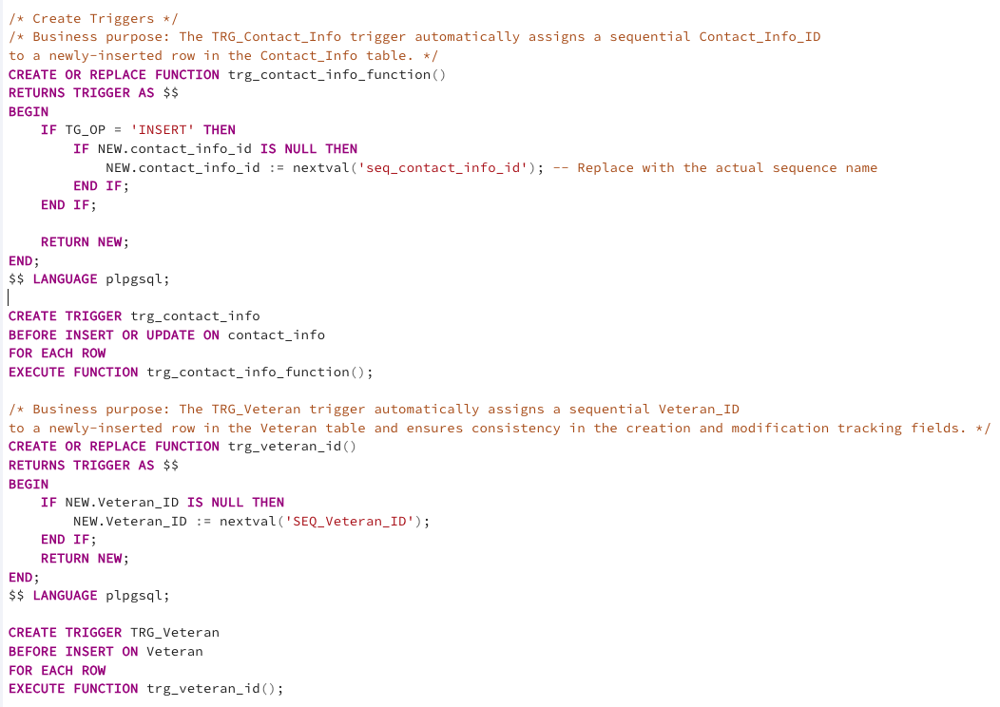 /* Create Triggers */
/* Business purpose: The TRG_Contact_Info trigger automatically assigns a sequential Contact_Info_ID
to a newly-inserted row in the Contact_Info table. */
CREATE OR REPLACE FUNCTION trg_contact_info_function()
RETURNS TRIGGER AS $$
BEGIN
    IF TG_OP = 'INSERT' THEN
        IF NEW.contact_info_id IS NULL THEN
            NEW.contact_info_id := nextval('seq_contact_info_id'); -- Replace with the actual sequence name
        END IF;
    END IF;

    RETURN NEW;
END;
$$ LANGUAGE plpgsql;

CREATE TRIGGER trg_contact_info
BEFORE INSERT OR UPDATE ON contact_info
FOR EACH ROW
EXECUTE FUNCTION trg_contact_info_function();

/* Business purpose: The TRG_Veteran trigger automatically assigns a sequential Veteran_ID
to a newly-inserted row in the Veteran table and ensures consistency in the creation and modification tracking fields. */
CREATE OR REPLACE FUNCTION trg_veteran_id()
RETURNS TRIGGER AS $$
BEGIN
    IF NEW.Veteran_ID IS NULL THEN
        NEW.Veteran_ID := nextval('SEQ_Veteran_ID');
    END IF;
    RETURN NEW;
END;
$$ LANGUAGE plpgsql;

CREATE TRIGGER TRG_Veteran
BEFORE INSERT ON Veteran
FOR EACH ROW
EXECUTE FUNCTION trg_veteran_id();